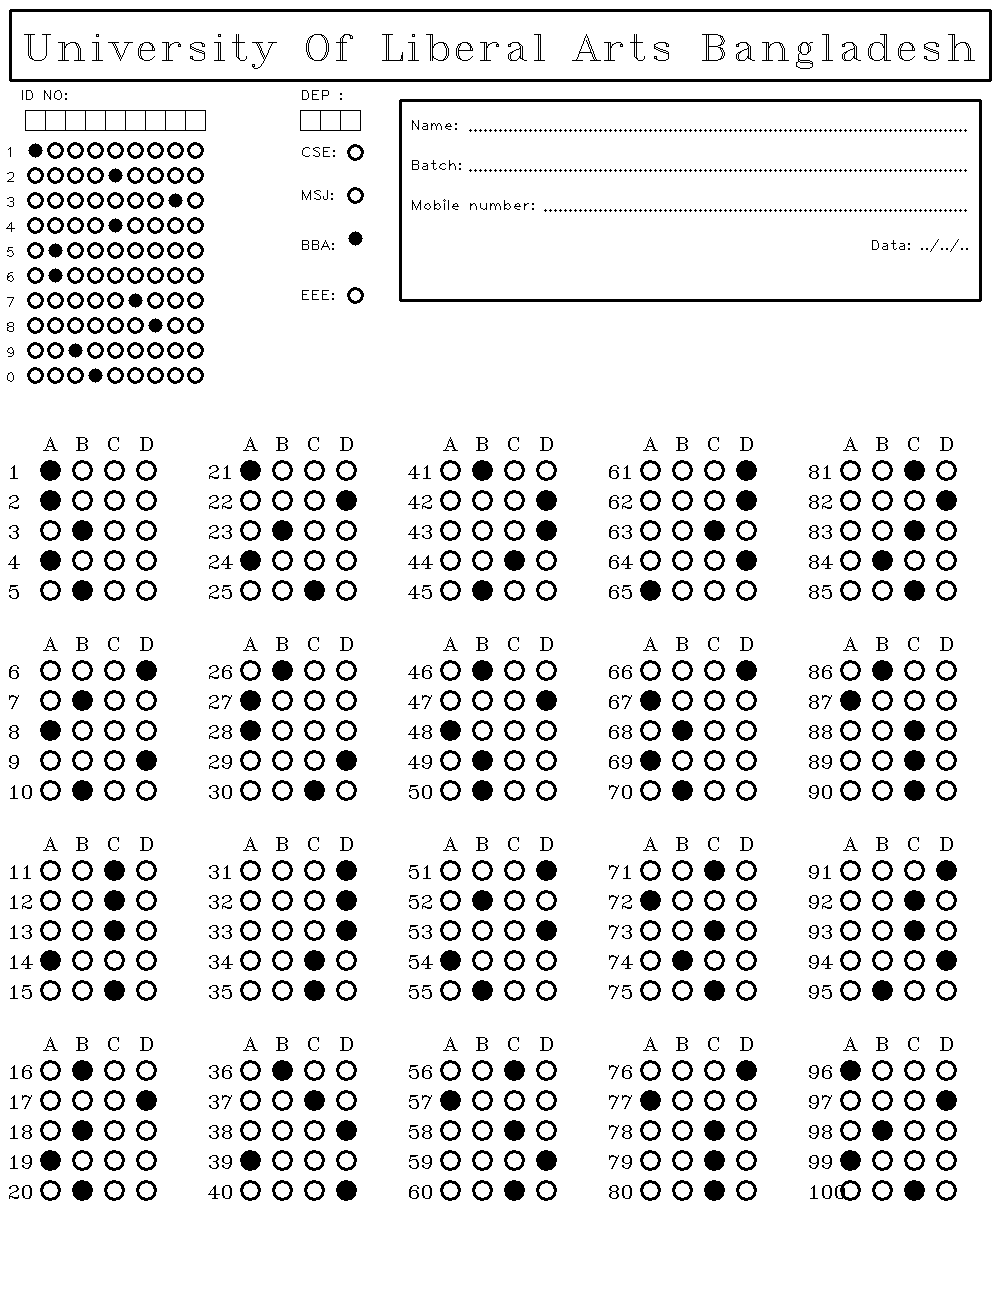 University Of Liberal Arts Bangladesh
ID NO:
DEP :
1
2
3
4
5
6
7
8
9
0
CSE:
MSJ:
BBA:
EEE:
Name: ..........................................................................................
Batch: ..........................................................................................
Mobile number: ............................................................................
Data: ../../..
A B C D A B C D A B C D A B C D A B C D
1 21 41 61 81
2 22 42 62 82
3 23 43 63 83
4 24 44 64 84
5 25 45 65 85
A B C D A B C D A B C D A B C D A B C D
6 26 46 66 86
7 27 47 67 87
8 28 48 68 88
9 29 49 69 89
10 30 50 70 90
A B C D A B C D A B C D A B C D A B C D
11 31 51 71 91
12 32 52 72 92
13 33 53 73 93
14 34 54 74 94
15 35 55 75 95
A B C D A B C D A B C D A B C D A B C D
16 36 56 76 96
17 37 57 77 97
18 38 58 78 98
19 39 59 79 99
20 40 60 80 100